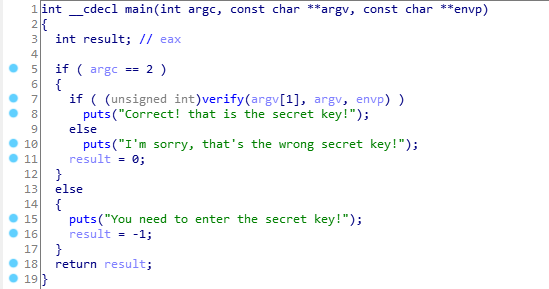 1 int __cdecl main(int argc, const char **argv, const char **envp)
2 {
3   int result; // eax
4
5   if ( argc == 2 )
6   {
7     if ( (unsigned int)verify(argv[1], argv, envp) )
8       puts("Correct! that is the secret key!");
9     else
10       puts("I'm sorry, that's the wrong secret key!");
11     result = 0;
12   }
13   else
14   {
15     puts("You need to enter the secret key!");
16     result = -1;
17   }
18   return result;
19 }